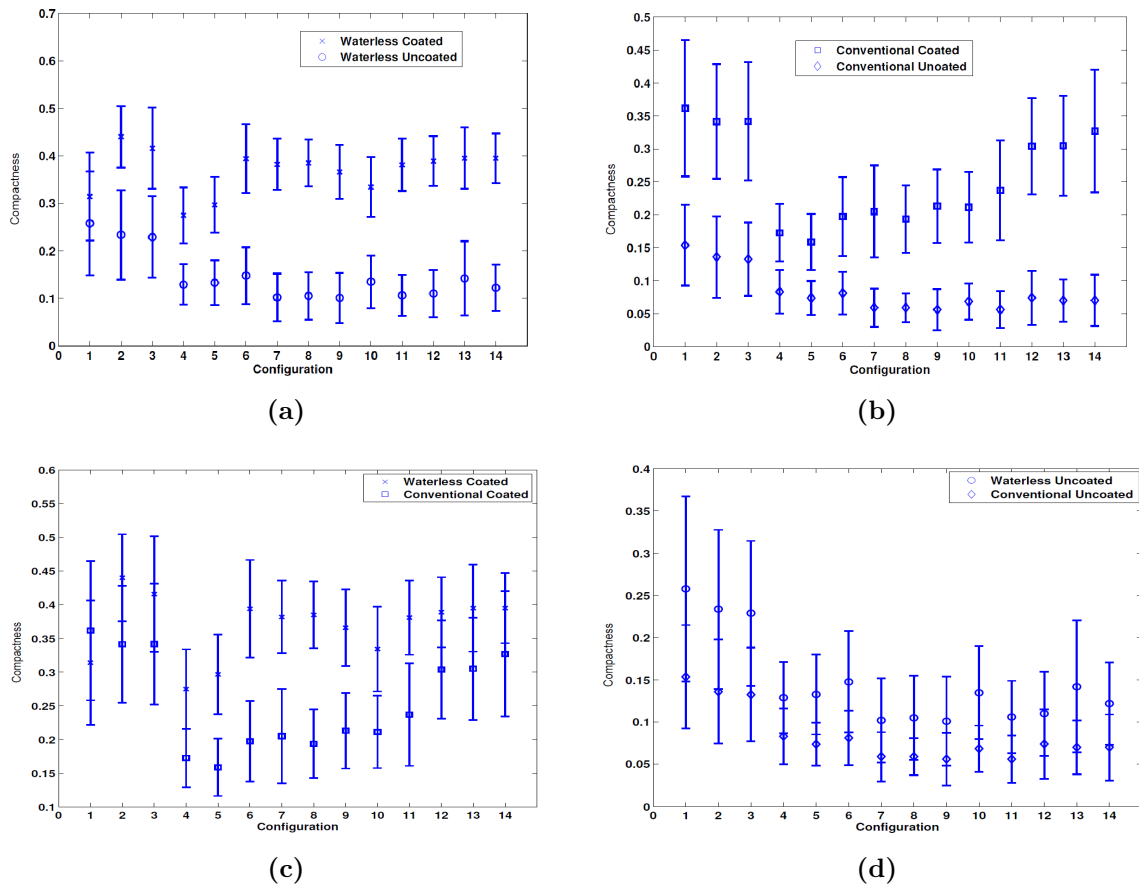 0.7
0.6
0.5
0.4
0.3
0.2
0.1
0
Compactness
Waterless Coated
Waterless Uncoated
0 1 2 3 4 5 6 7 8 9 10 11 12 13 14
Configuration
(a)
0.5
0.45
0.4
0.35
0.3
0.25
0.2
0.15
0.1
0.05
0
Compactness
Conventional Coated
Conventional Unoated
0 1 2 3 4 5 6 7 8 9 10 11 12 13 14
Configuration
(b)
0.6
0.55
0.5
0.45
0.4
0.35
0.3
0.25
0.2
0.15
0.1
Compactness
Waterless Coated
Conventional Coated
0 1 2 3 4 5 6 7 8 9 10 11 12 13 14
Configuration
(c)
0.4
0.35
0.3
0.25
0.2
0.15
0.1
0.05
0
Compactness
Waterless Uncoated
Conventional Uncoated
0 1 2 3 4 5 6 7 8 9 10 11 12 13 14
Configuration
(d)